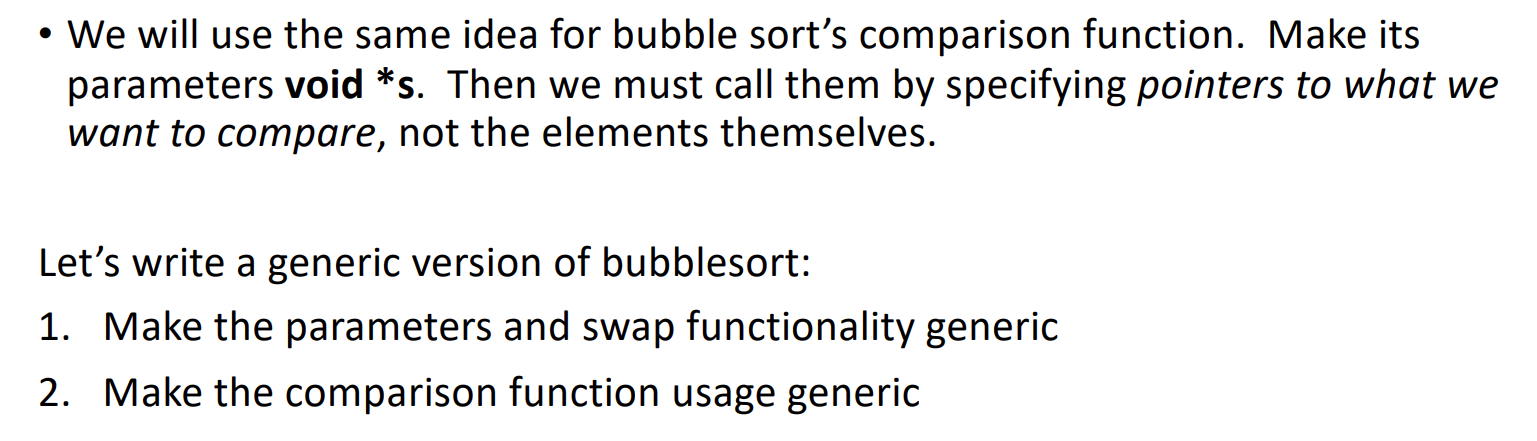 • We will use the same idea for bubble sort’s comparison function.  Make its
parameters void *s.  Then we must call them by specifying pointers to what we
want to compare, not the elements themselves.
Let’s write a generic version of bubblesort:
1. Make the parameters and swap functionality generic
2. Make the comparison function usage generic